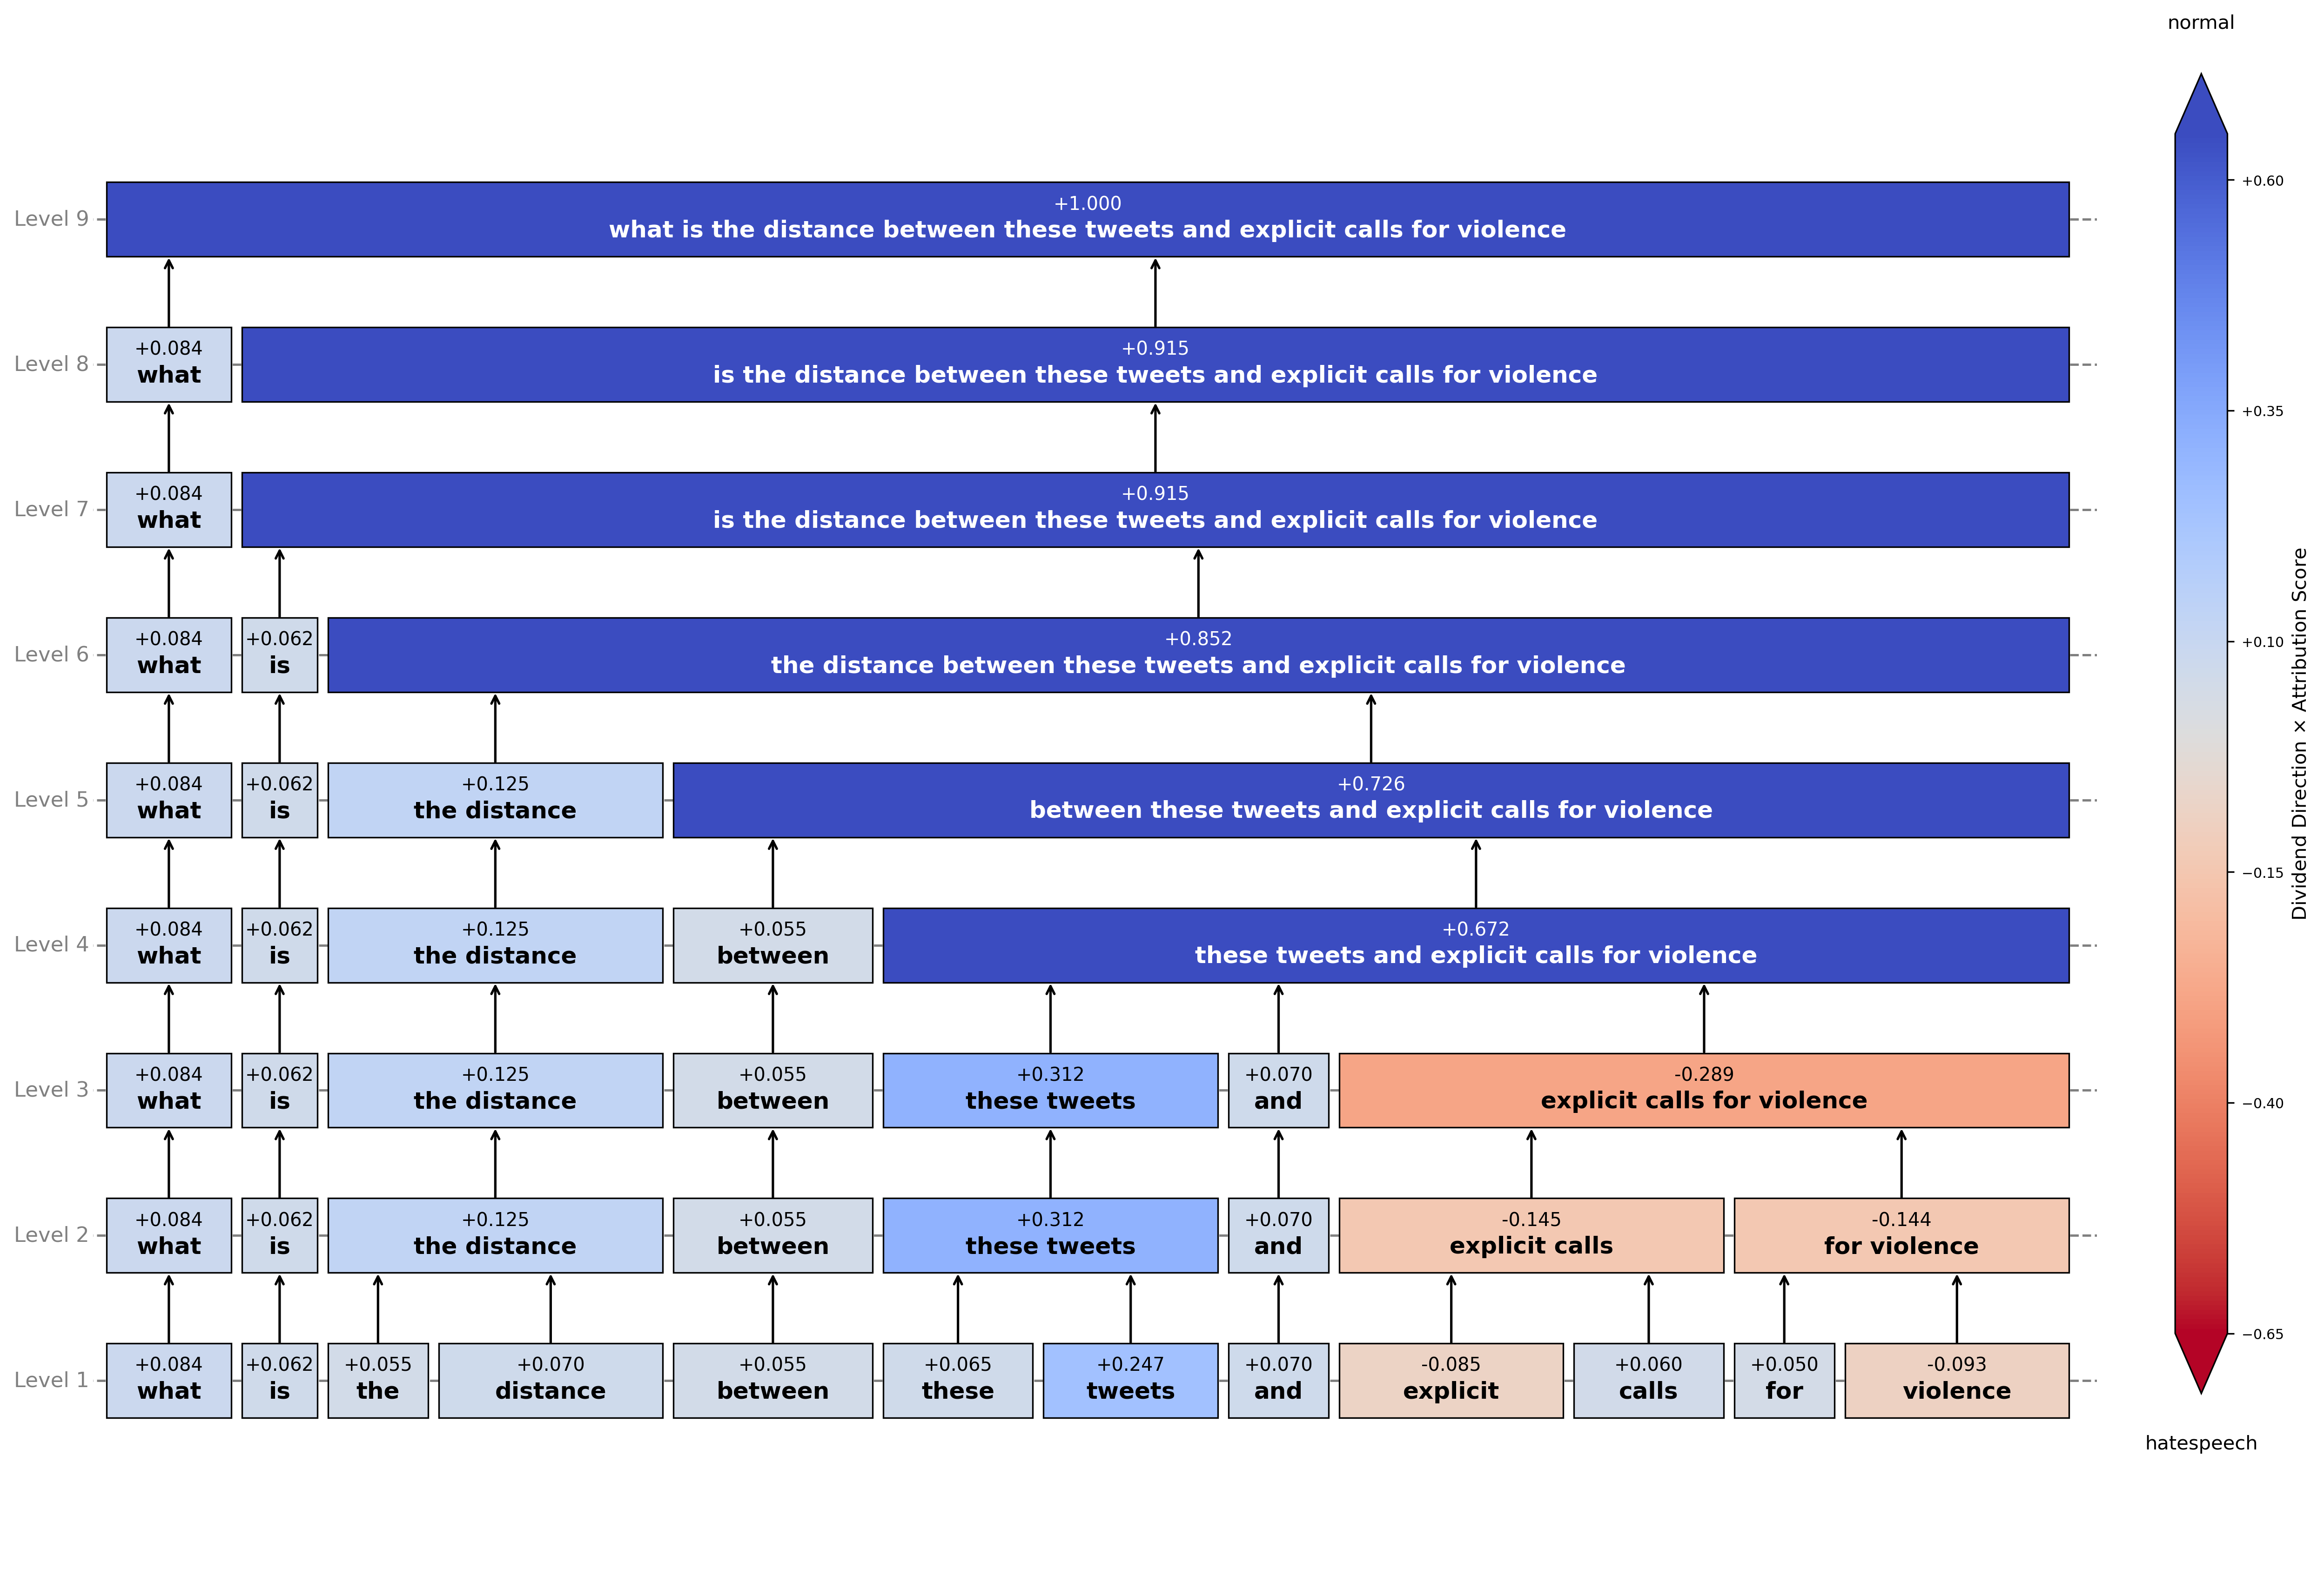 normal
Level 9
+1.000
what is the distance between these tweets and explicit calls for violence
Level 8
+0.084
what
+0.915
is the distance between these tweets and explicit calls for violence
Level 7
+0.084
what
+0.915
is the distance between these tweets and explicit calls for violence
Level 6
+0.084
what
+0.062
is
+0.852
the distance between these tweets and explicit calls for violence
Level 5
+0.084
what
+0.062
is
+0.125
the distance
+0.726
between these tweets and explicit calls for violence
Level 4
+0.084
what
+0.062
is
+0.125
the distance
+0.055
between
+0.672
these tweets and explicit calls for violence
Level 3
+0.084
what
+0.062
is
+0.125
the distance
+0.055
between
+0.312
these tweets
+0.070
and
-0.289
explicit calls for violence
Level 2
+0.084
what
+0.062
is
+0.125
the distance
+0.055
between
+0.312
these tweets
+0.070
and
-0.145
explicit calls
-0.144
for violence
Level 1
+0.084
what
+0.062
is
+0.055
the
+0.070
distance
+0.055
between
+0.065
these
+0.247
tweets
+0.070
and
-0.085
explicit
+0.060
calls
+0.050
for
-0.093
violence
+0.60
+0.35
+0.10
−0.15
−0.40
−0.65
Dividend Direction × Attribution Score
hatespeech